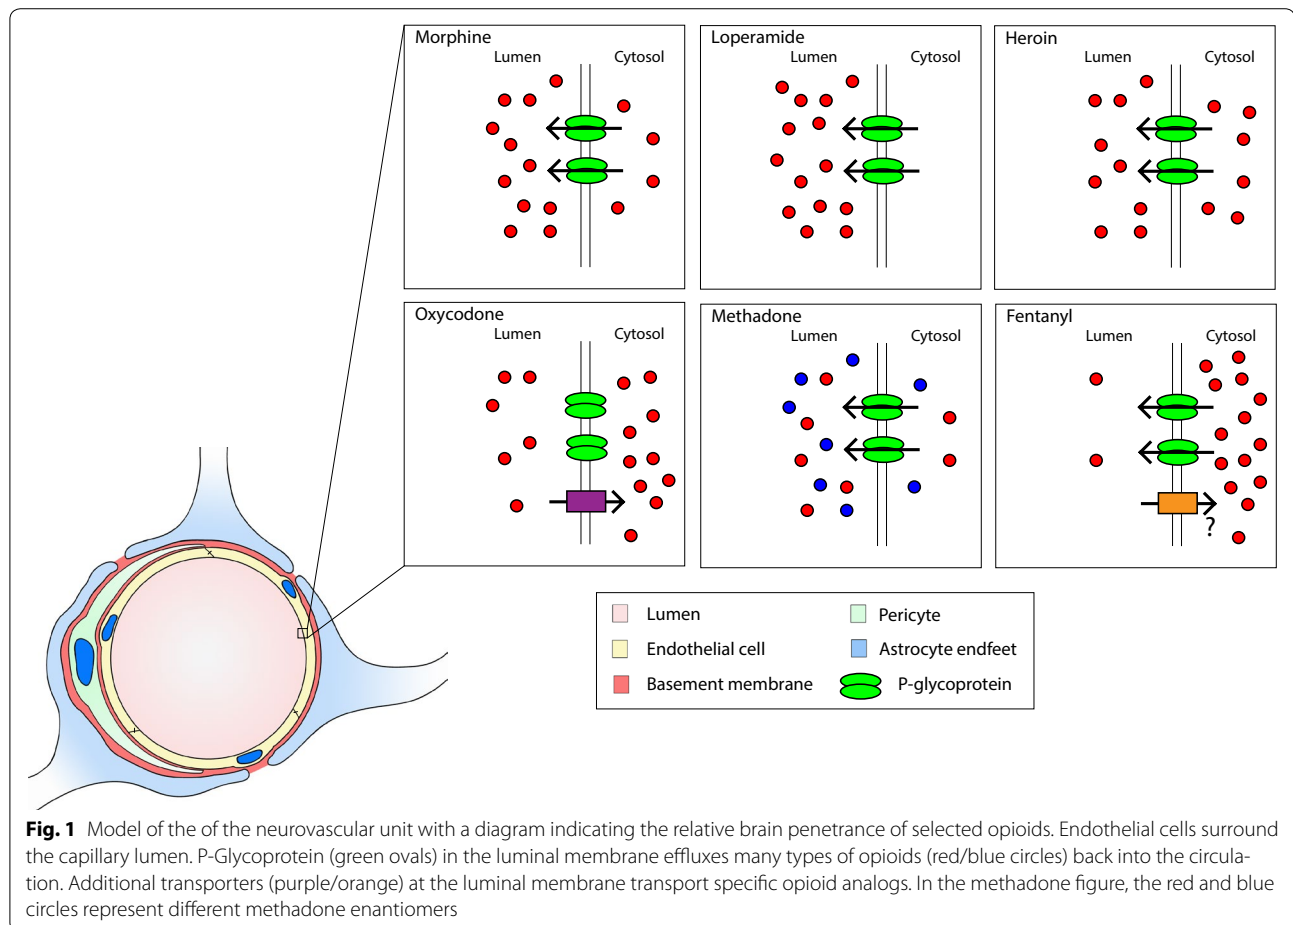 Morphine
Lumen Cytosol
Loperamide
Lumen Cytosol
Heroin
Lumen Cytosol
Oxycodone
Lumen Cytosol
Methadone
Lumen Cytosol
Fentanyl
Lumen Cytosol
?
Lumen
Endothelial cell
Basement membrane
Pericyte
Astrocyte endfeet
P-glycoprotein
Fig. 1 Model of the of the neurovascular unit with a diagram indicating the relative brain penetrance of selected opioids. Endothelial cells surround
the capillary lumen. P-Glycoprotein (green ovals) in the luminal membrane effluxes many types of opioids (red/blue circles) back into the circula-
tion. Additional transporters (purple/orange) at the luminal membrane transport specific opioid analogs. In the methadone figure, the red and blue
circles represent different methadone enantiomers